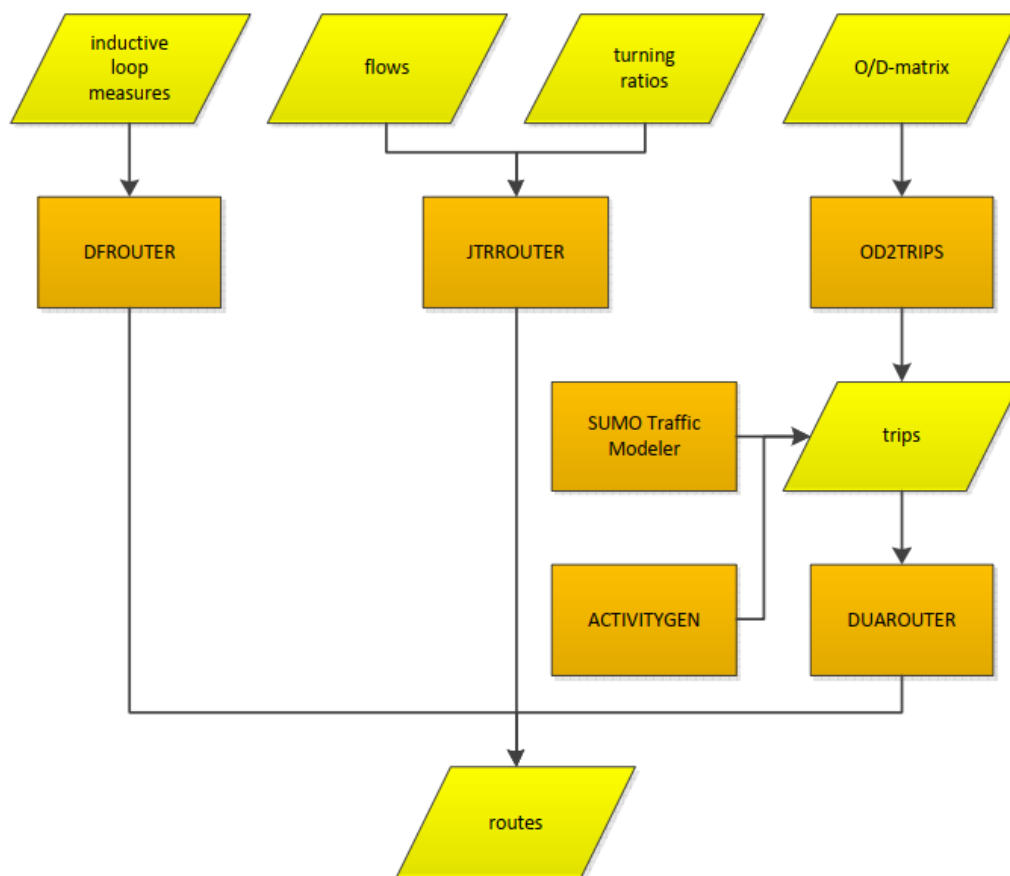 inductive
loop
measures
flows
turning
ratios
O/D-matrix
DFROUTER
JTRROUTER
OD2TRIPS
SUMO Traffic
Modeler
trips
ACTIVITYGEN
DUAROUTER
routes